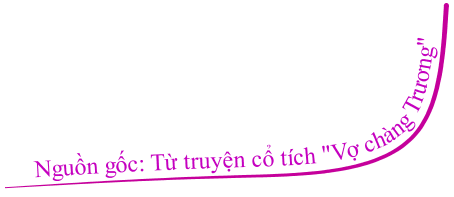 Nguồn gốc: Từ truyện cổ tích "Vợ chàng Trương"